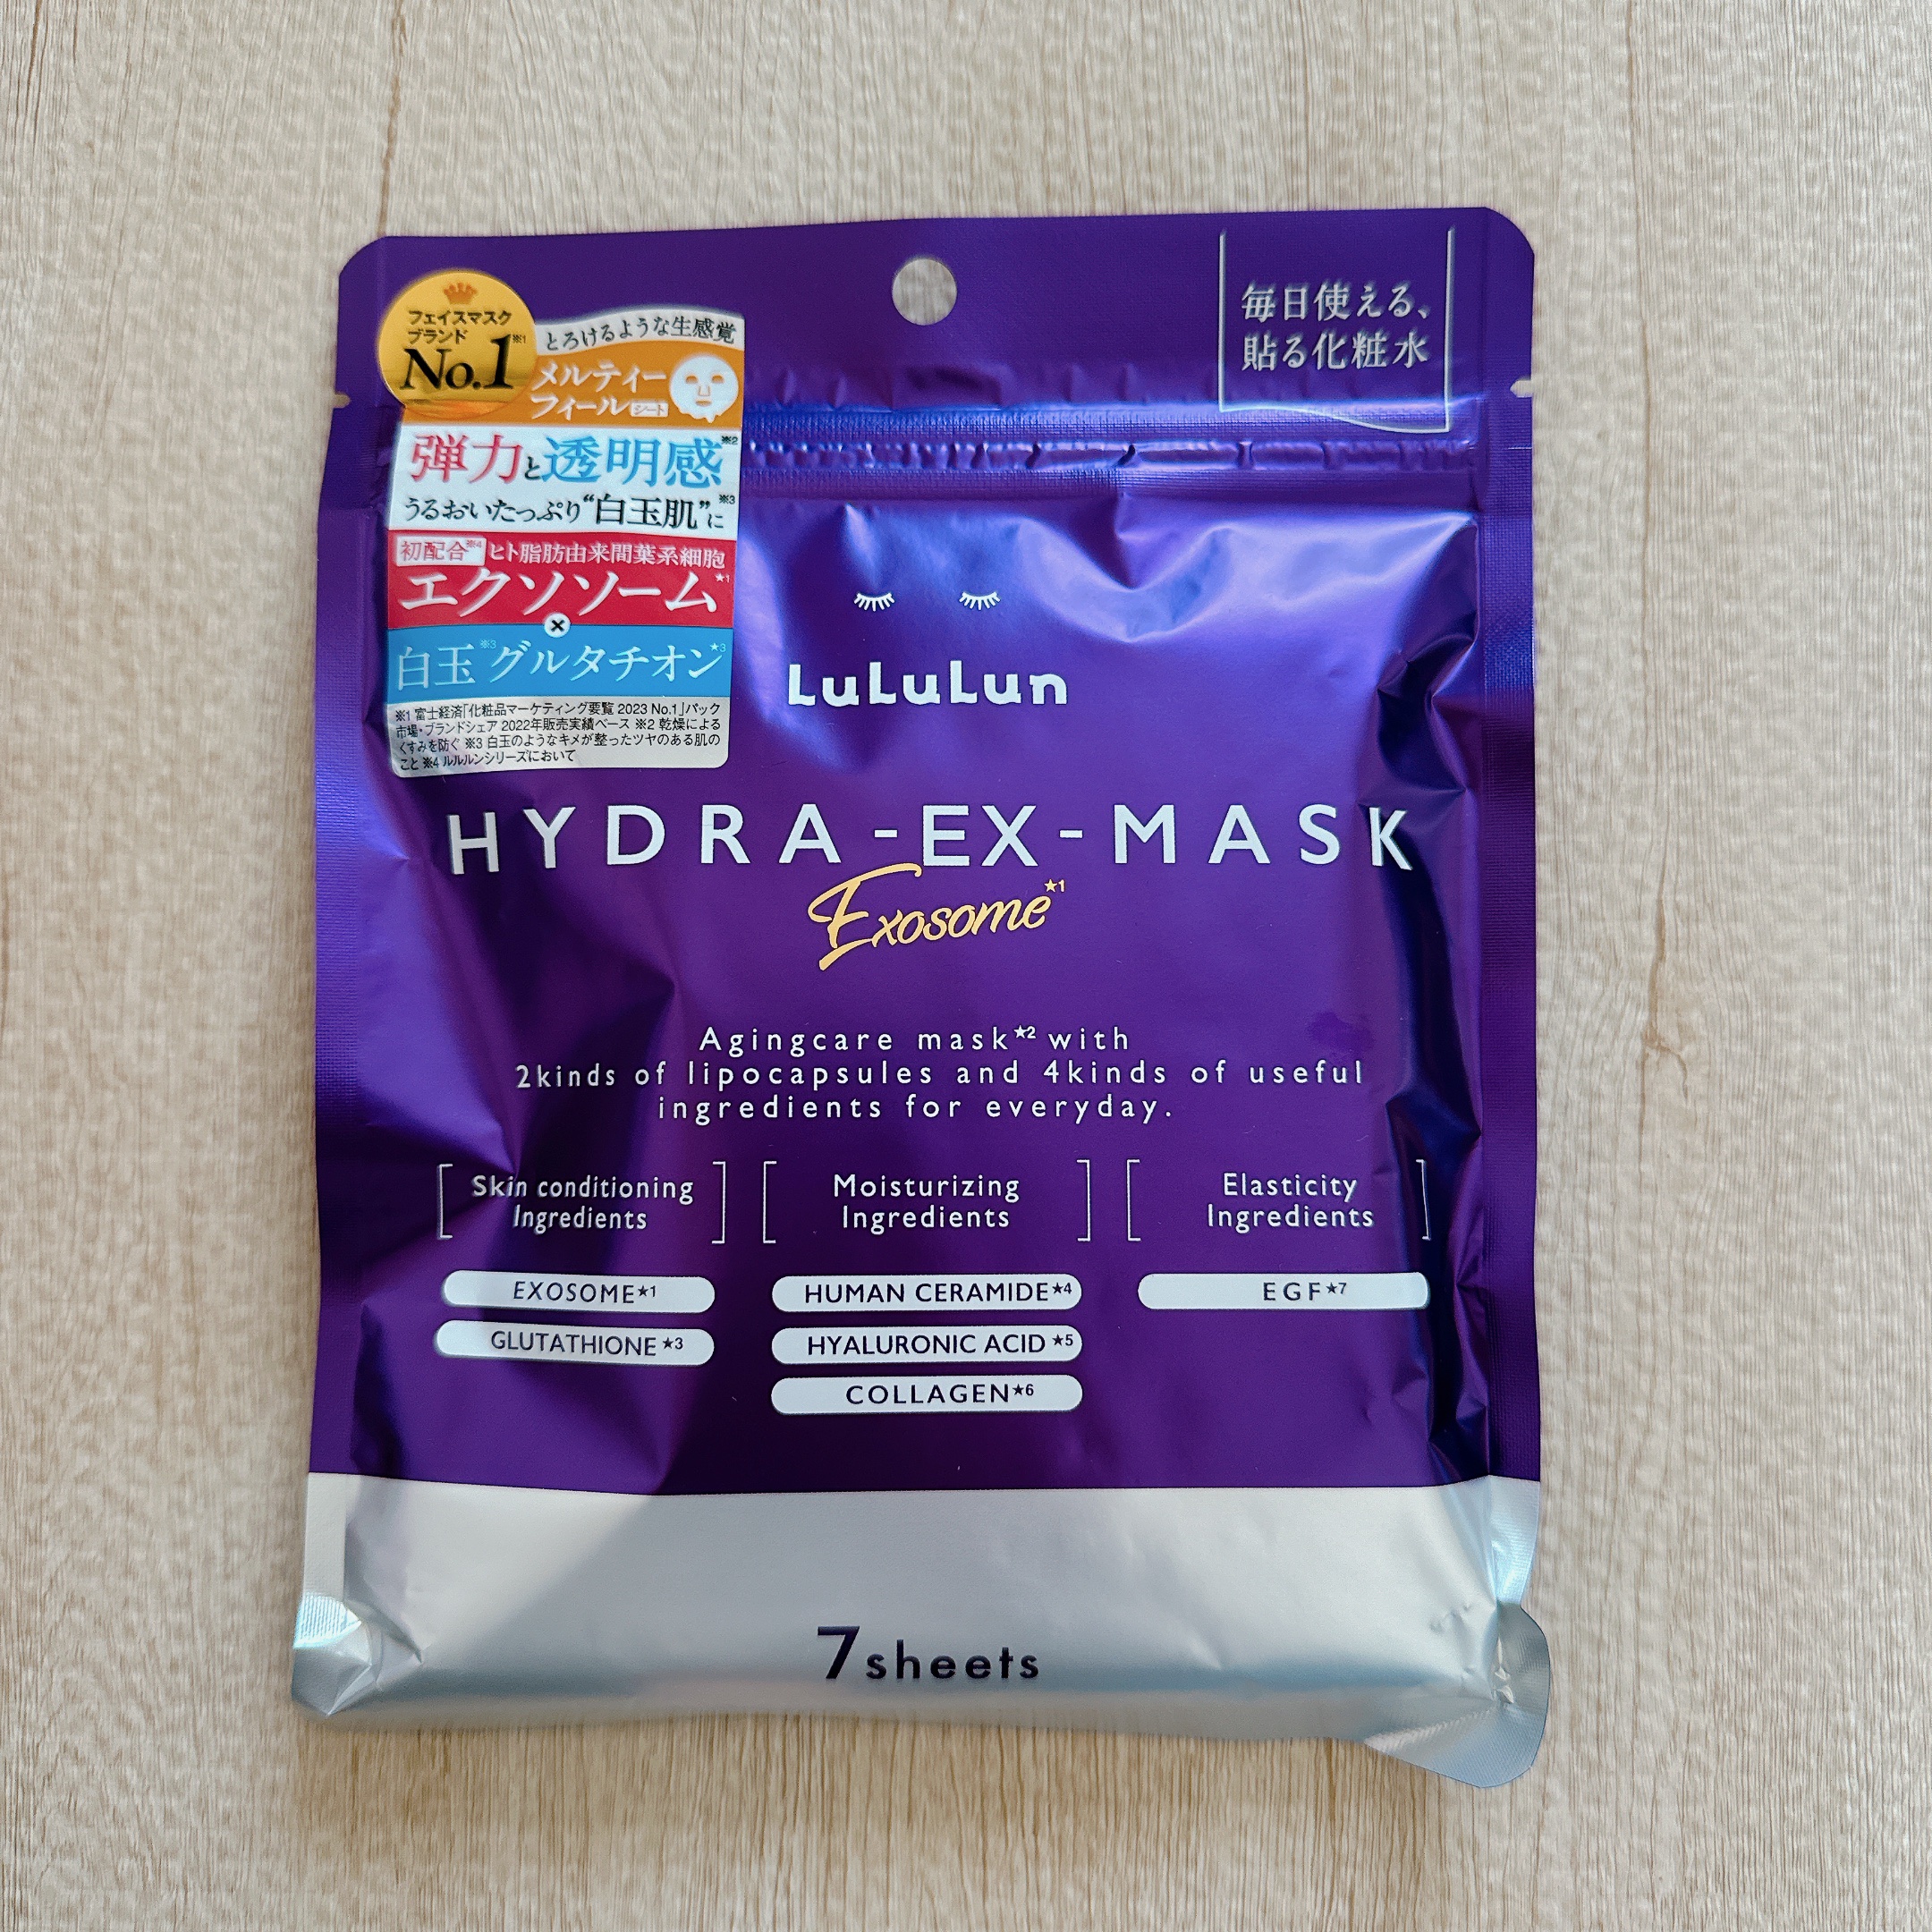 フェイスマスク
ブランド
No.1※1
とろけるような生感覚
メルティー
フィールシート
弾力と透明感※2
うるおいたっぷり“白玉肌”※3に
初配合※4 ヒト脂肪由来間葉系細胞
エクソソーム★1
×
白玉※3グルタチオン★3
※1 富士経済「化粧品マーケティング要覧 2023 No.1」パック
市場・ブランドシェア 2022年販売実績ベース ※2 乾燥による
くすみを防ぐ ※3 白玉のようなキメが整ったツヤのある肌の
こと ※4 ルルルンシリーズにおいて
毎日使える、
貼る化粧水
LuLuLun
HYDRA-EX-MASK
Exosome★1
Agingcare mask★2 with
2kinds of lipocapsules and 4kinds of useful
ingredients for everyday.
Skin conditioning
Ingredients
EXOSOME★1
GLUTATHIONE★3
Moisturizing
Ingredients
HUMAN CERAMIDE★4
HYALURONIC ACID★5
COLLAGEN★6
Elasticity
Ingredients
EGF★7
7sheets